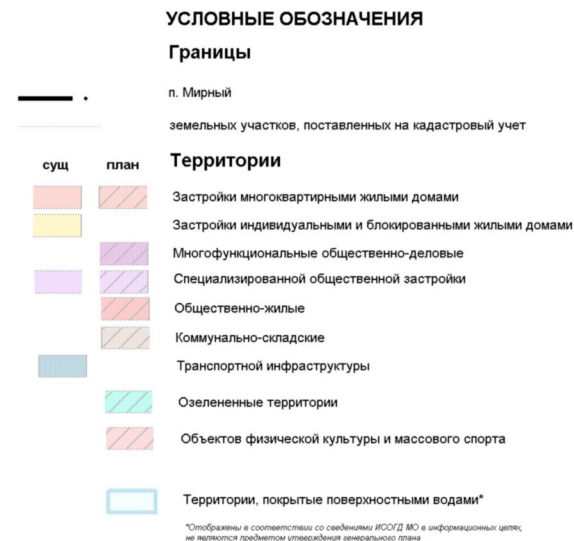 УСЛОВНЫЕ ОБОЗНАЧЕНИЯ
Границы
п. Мирный
земельных участков, поставленных на кадастровый учет
сущ план Территории
Застройки многоквартирными жилыми домами
Застройки индивидуальными и блокированными жилыми домами
Многофункциональные общественно-деловые
Специализированной общественной застройки
Общественно-жилые
Коммунально-складские
Транспортной инфраструктуры
Озелененные территории
Объектов физической культуры и массового спорта
Территории, покрытые поверхностными водами*
*Отображены в соответствии со сведениями ИСОГД МО в информационных целях,
не являются предметом утверждения генерального плана